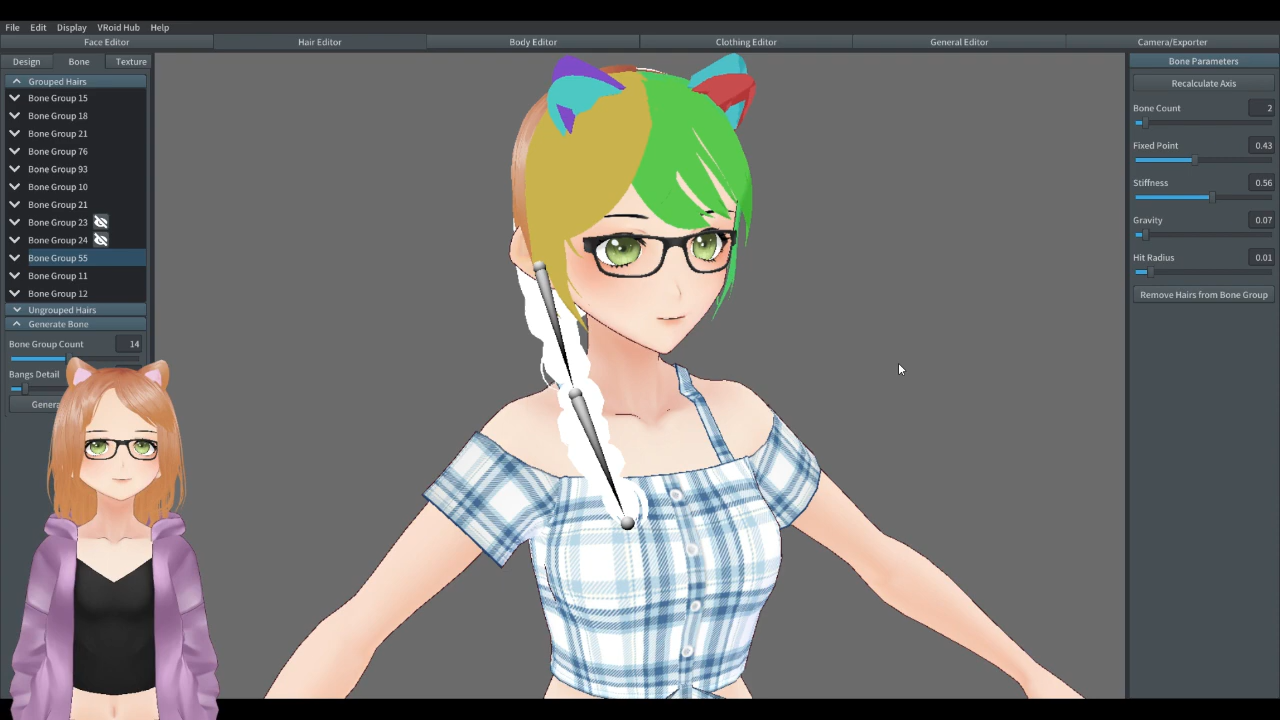 File Edit Display VRoid Hub Help
Face Editor Hair Editor Body Editor Clothing Editor General Editor Camera/Exporter
Design Bone Texture
Grouped Hairs
Bone Group 15
Bone Group 18
Bone Group 21
Bone Group 76
Bone Group 93
Bone Group 10
Bone Group 21
Bone Group 23
Bone Group 24
Bone Group 55
Bone Group 11
Bone Group 12
Ungrouped Hairs
Generate Bone
Bone Group Count 14
Bangs Detail
Genera
Bone Parameters
Recalculate Axis
Bone Count 2
Fixed Point 0.43
Stiffness 0.56
Gravity 0.07
Hit Radius 0.01
Remove Hairs from Bone Group